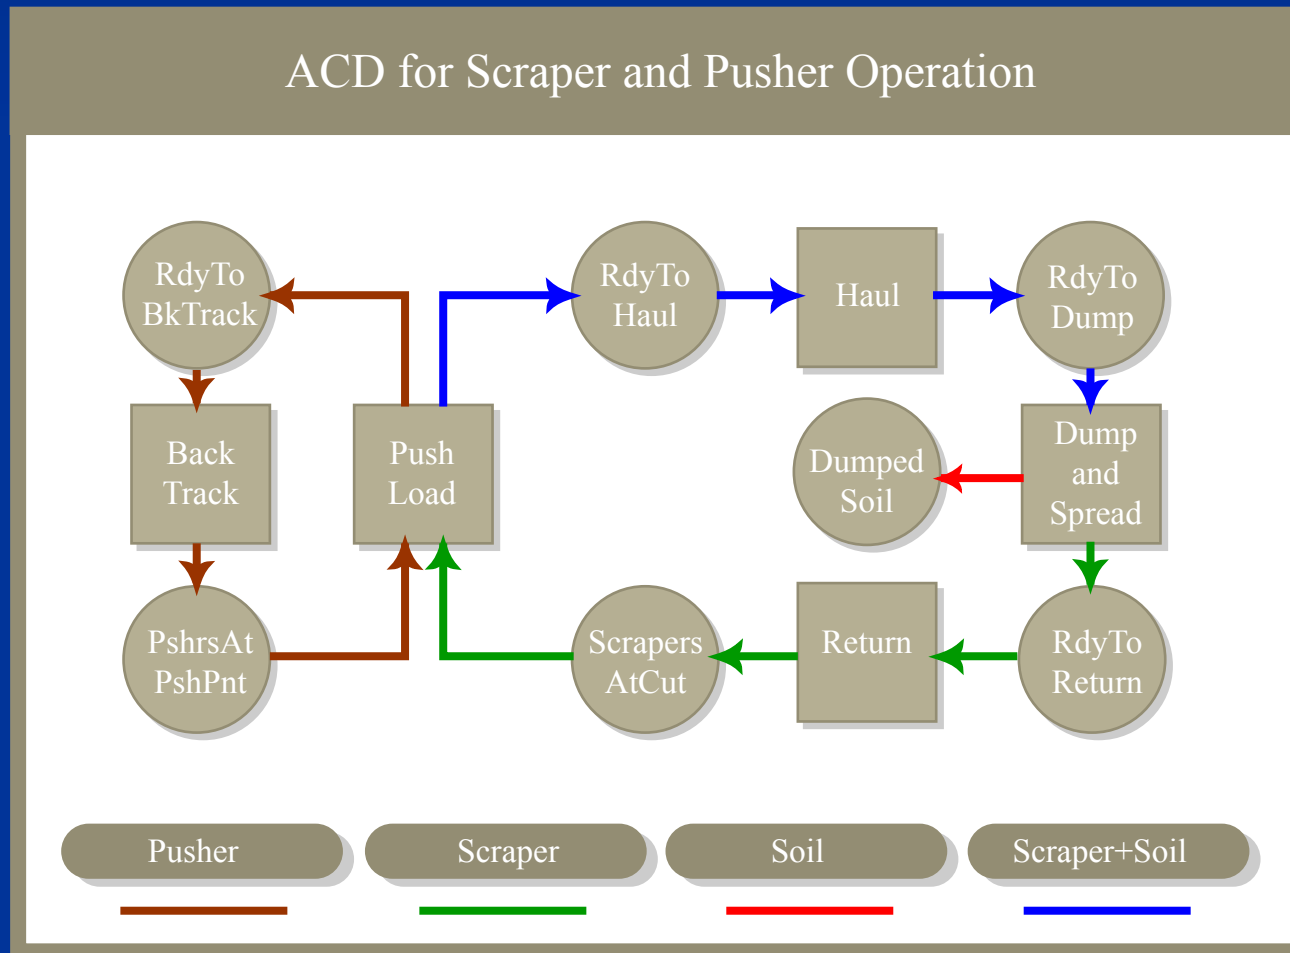 ACD for Scraper and Pusher Operation
RdyTo
BkTrack
RdyTo
Haul
Haul
RdyTo
Dump
Back
Track
Push
Load
Dumped
Soil
Dump
and
Spread
PshrsAt
PshPnt
Scrapers
AtCut
Return
RdyTo
Return
Pusher
Scraper
Soil
Scraper+Soil